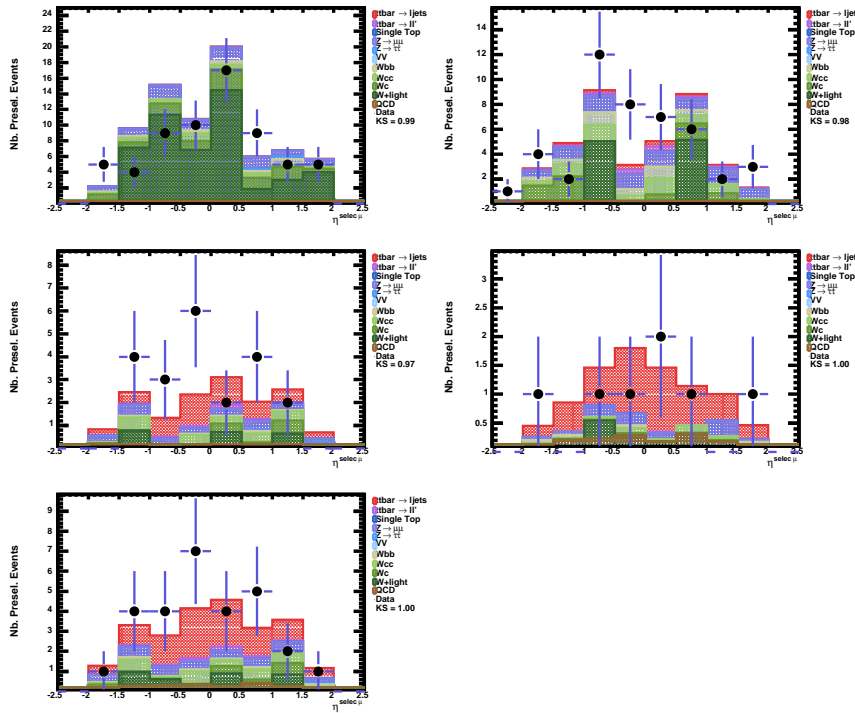 Nb. Presel. Events
24
22
20
18
16
14
12
10
8
6
4
2
-2.5 -2 -1.5 -1 -0.5 0 0.5 1 1.5 2 2.5
η selec μ
ttbar → ljets
ttbar → ll'
Single Top
Z → μμ
Z → ττ
VV
Wbb
Wcc
Wc
W+light
QCD
Data
KS = 0.99
Nb. Presel. Events
14
12
10
8
6
4
2
-2.5 -2 -1.5 -1 -0.5 0 0.5 1 1.5 2 2.5
η selec μ
ttbar → ljets
ttbar → ll'
Single Top
Z → μμ
Z → ττ
VV
Wbb
Wcc
Wc
W+light
QCD
Data
KS = 0.98
Nb. Presel. Events
8
7
6
5
4
3
2
1
-2.5 -2 -1.5 -1 -0.5 0 0.5 1 1.5 2 2.5
η selec μ
ttbar → ljets
ttbar → ll'
Single Top
Z → μμ
Z → ττ
VV
Wbb
Wcc
Wc
W+light
QCD
Data
KS = 0.97
Nb. Presel. Events
3
2.5
2
1.5
1
0.5
-2.5 -2 -1.5 -1 -0.5 0 0.5 1 1.5 2 2.5
η selec μ
ttbar → ljets
ttbar → ll'
Single Top
Z → μμ
Z → ττ
VV
Wbb
Wcc
Wc
W+light
QCD
Data
KS = 1.00
Nb. Presel. Events
9
8
7
6
5
4
3
2
1
-2.5 -2 -1.5 -1 -0.5 0 0.5 1 1.5 2 2.5
η selec μ
ttbar → ljets
ttbar → ll'
Single Top
Z → μμ
Z → ττ
VV
Wbb
Wcc
Wc
W+light
QCD
Data
KS = 1.00